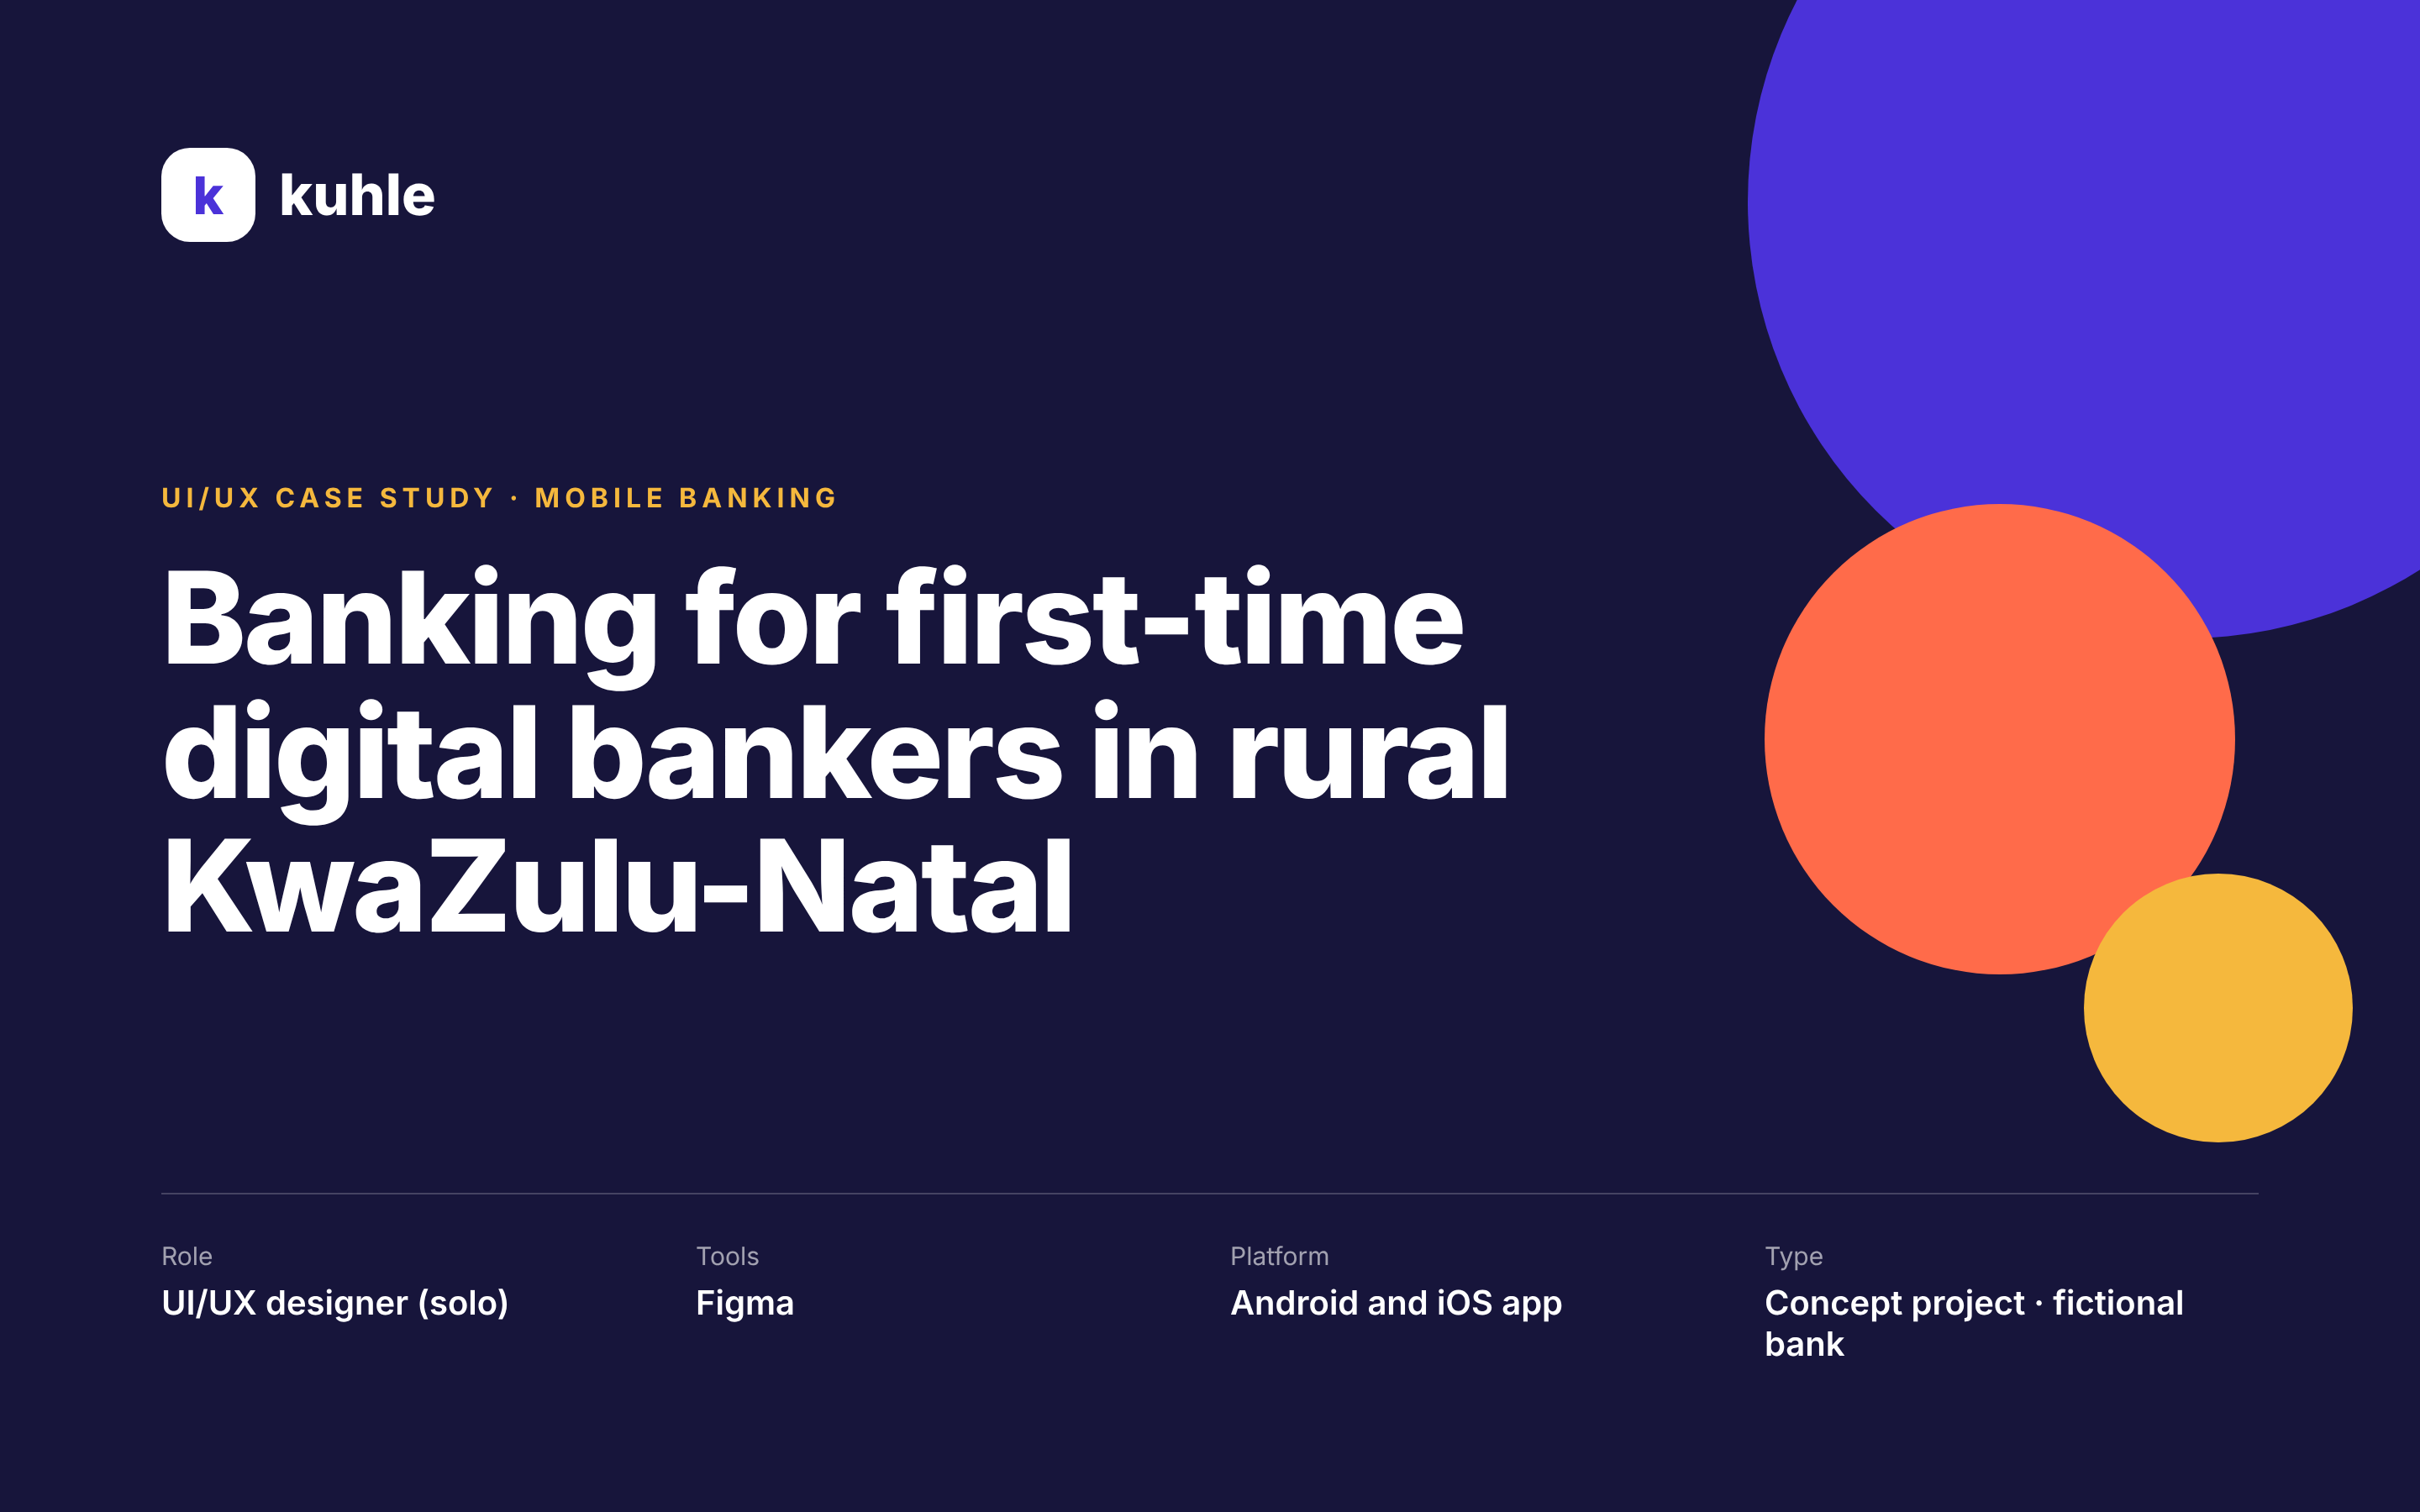 k kuhle
UI/UX CASE STUDY · MOBILE BANKING
Banking for first-time
digital bankers in rural
KwaZulu-Natal
Role
UI/UX designer (solo)
Tools
Figma
Platform
Android and iOS app
Type
Concept project · fictional
bank